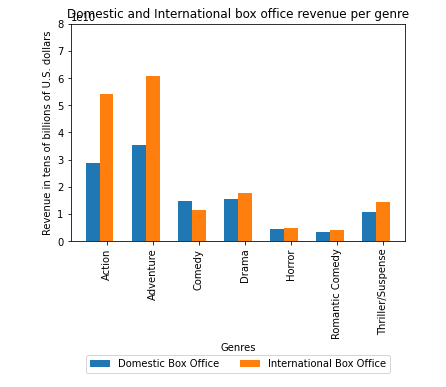 Domestic and International box office revenue per genre
1e10
Revenue in tens of billions of U.S. dollars
8
7
6
5
4
3
2
1
0
Action
Adventure
Comedy
Drama
Horror
Romantic Comedy
Thriller/Suspense
Genres
Domestic Box Office
International Box Office